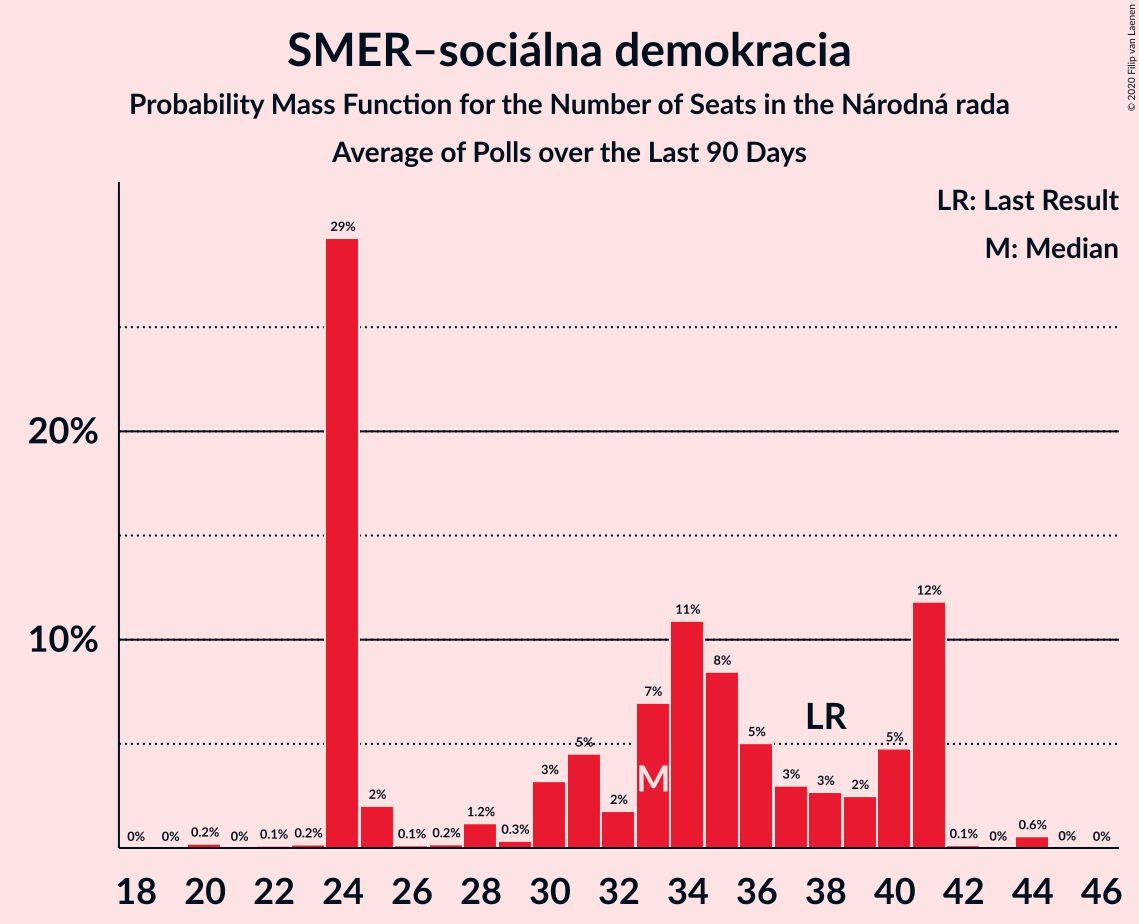 SMER–sociálna demokracia
Probability Mass Function for the Number of Seats in the Národná rada
Average of Polls over the Last 90 Days
© 2020 Filip van Laenen
LR: Last Result
M: Median
20%
10%
0% 0% 0.2% 0% 0.1% 0.2% 29% 2% 0.1% 0.2% 1.2% 0.3% 3% 5% 2% 7% 11% 8% 5% 3% 3% 2% 5% 12% 0.1% 0% 0.6% 0% 0%
LR
M
18 20 22 24 26 28 30 32 34 36 38 40 42 44 46